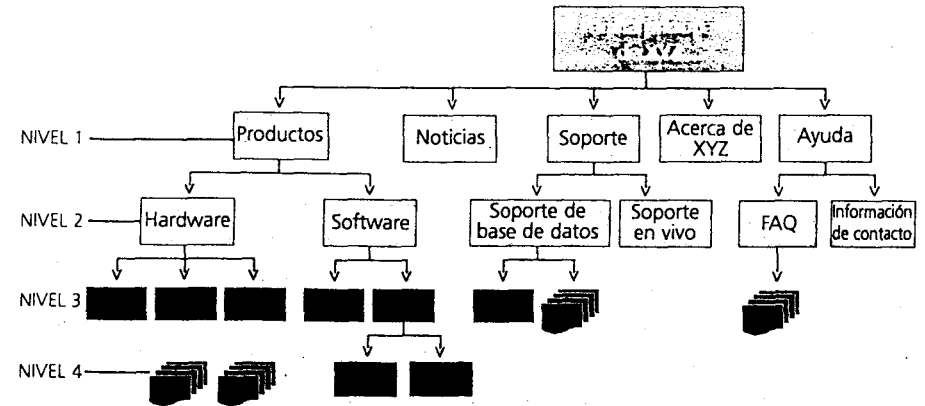 NIVEL 1
Productos
Noticias
Soporte
Acerca de
XYZ
Ayuda
NIVEL 2
Hardware
Software
Soporte de
base de datos
Soporte
en vivo
FAQ
Información
de contacto
NIVEL 3
NIVEL 4